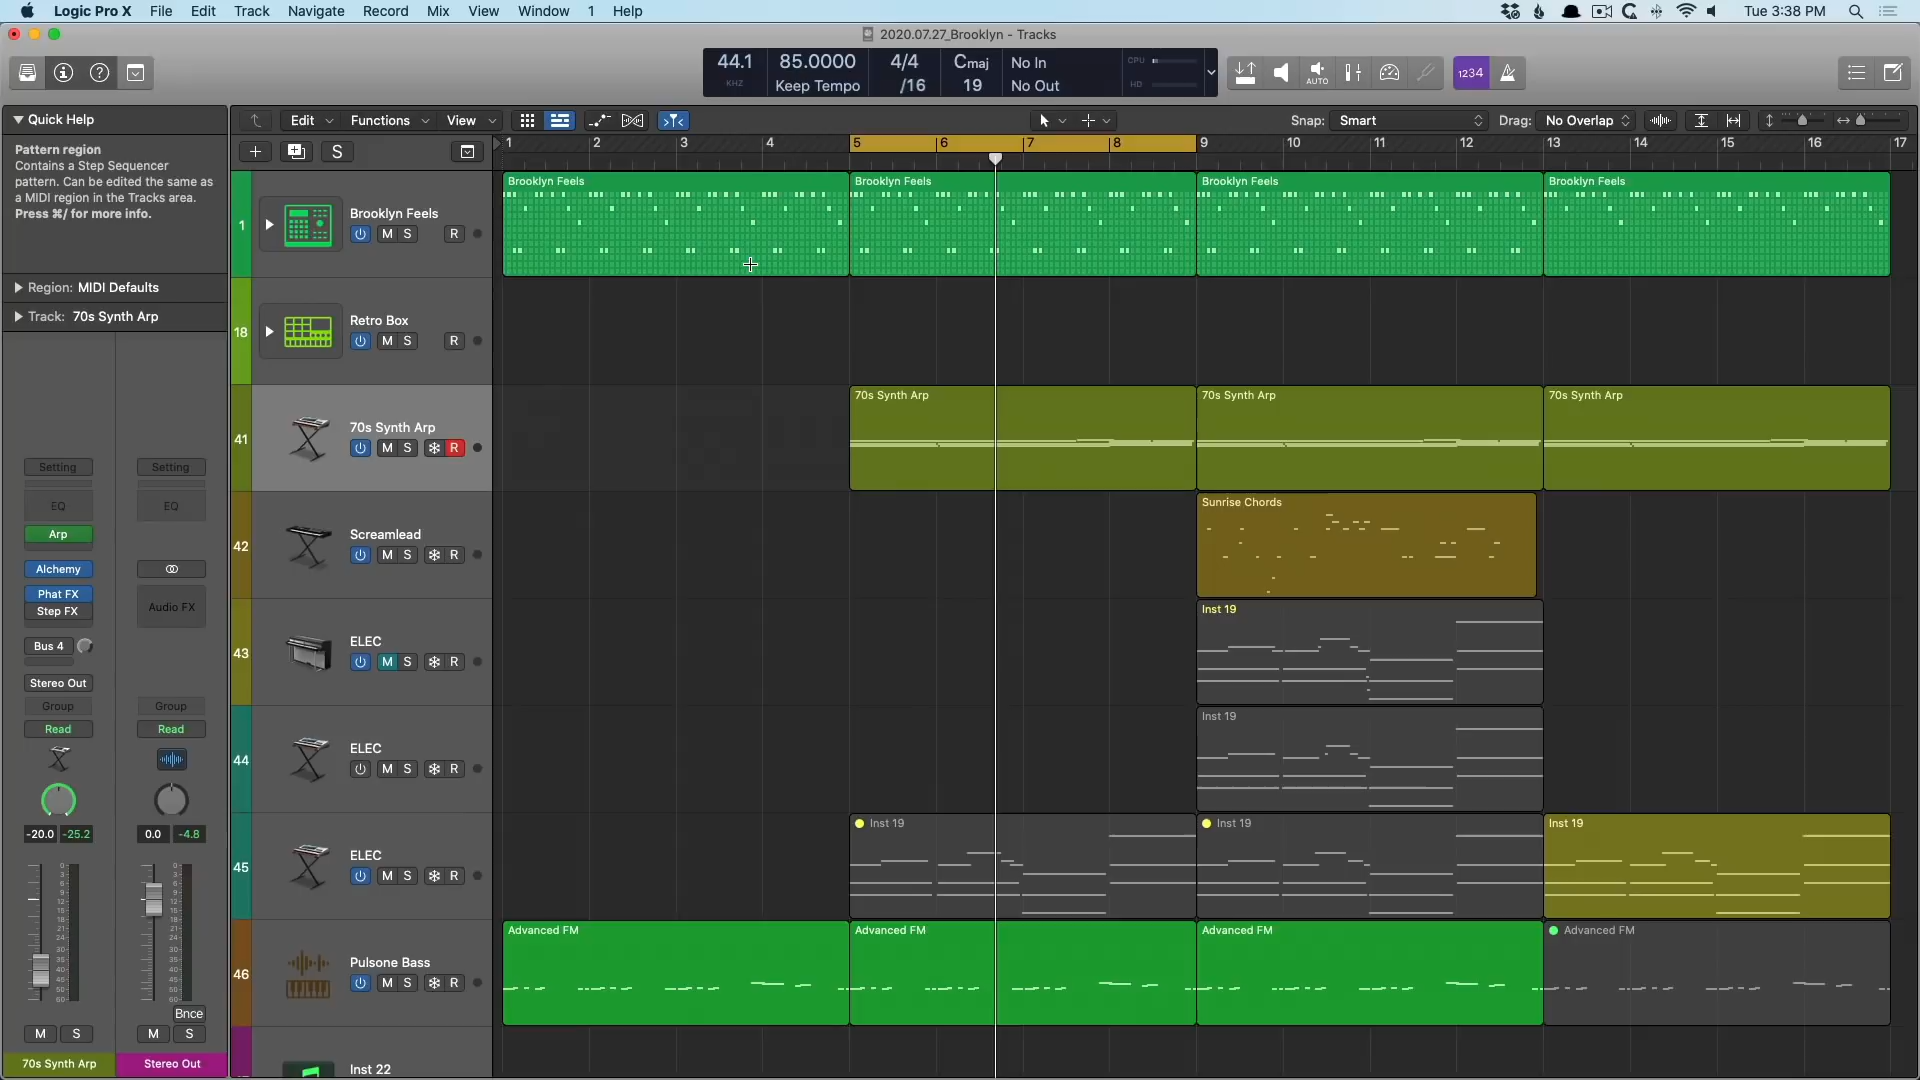 Logic Pro X File Edit Track Navigate Record Mix View Window 1 Help Tue 3:38 PM
2020.07.27_Brooklyn - Tracks
44.1 85.0000 4/4 Cmaj No In CPU
KHZ Keep Tempo /16 19 No Out HD
AUTO
1234
Quick Help
Pattern region
Contains a Step Sequencer
pattern. Can be edited the same as
a MIDI region in the Tracks area.
Press ⌘/ for more info.
Region: MIDI Defaults
Track: 70s Synth Arp
Edit Functions View Snap: Smart Drag: No Overlap
S
1 2 3 4 5 6 7 8 9 10 11 12 13 14 15 16 17
1 Brooklyn Feels
M S R
Brooklyn Feels Brooklyn Feels Brooklyn Feels Brooklyn Feels
18 Retro Box
M S R
41 70s Synth Arp
M S R
70s Synth Arp 70s Synth Arp 70s Synth Arp
42 Screamlead
M S R
Sunrise Chords
43 ELEC
M S R
Inst 19
44 ELEC
M S R
Inst 19
45 ELEC
M S R
Inst 19 Inst 19 Inst 19
46 Pulsone Bass
M S R
Advanced FM Advanced FM Advanced FM Advanced FM
Inst 22
Setting Setting
EQ EQ
Arp
Alchemy
Phat FX
Step FX
Audio FX
Bus 4
Stereo Out
Group Group
Read Read
-20.0 -25.2 0.0 -4.8
Bnce
M S M S
70s Synth Arp Stereo Out